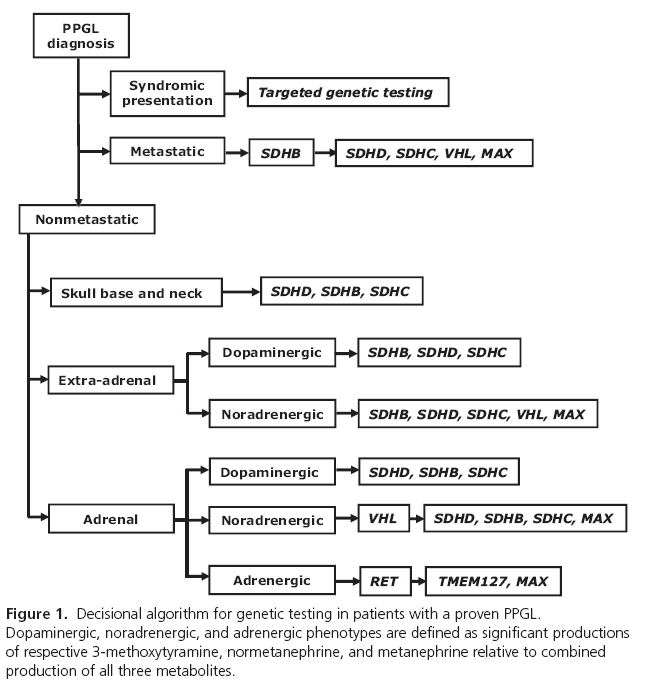 PPGL
diagnosis
Syndromic
presentation
Targeted genetic testing
Metastatic
SDHB
SDHD, SDHC, VHL, MAX
Nonmetastatic
Skull base and neck
SDHD, SDHB, SDHC
Extra-adrenal
Dopaminergic
SDHB, SDHD, SDHC
Noradrenergic
SDHB, SDHD, SDHC, VHL, MAX
Adrenal
Dopaminergic
SDHD, SDHB, SDHC
Noradrenergic
VHL
SDHD, SDHB, SDHC, MAX
Adrenergic
RET
TMEM127, MAX
Figure 1. Decisional algorithm for genetic testing in patients with a proven PPGL.
Dopaminergic, noradrenergic, and adrenergic phenotypes are defined as significant productions
of respective 3-methoxytyramine, normetanephrine, and metanephrine relative to combined
production of all three metabolites.